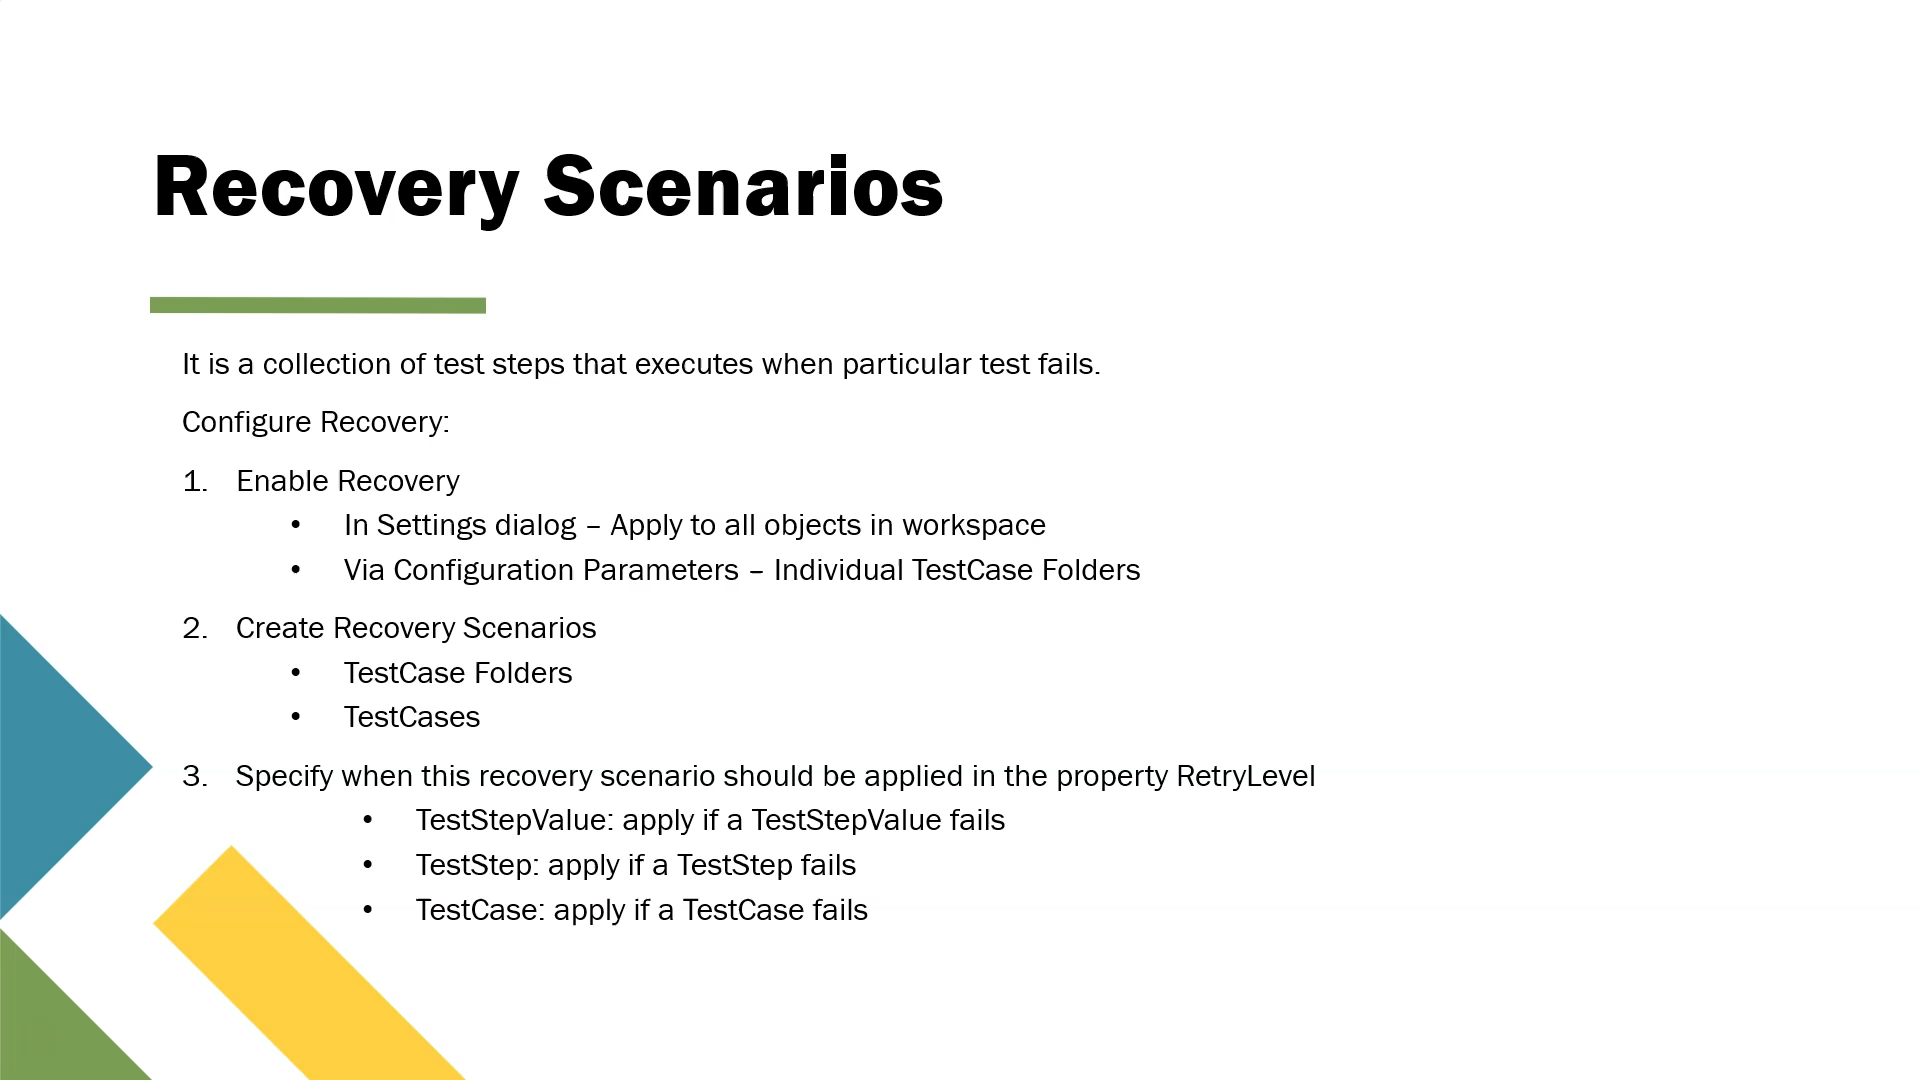 Recovery Scenarios
It is a collection of test steps that executes when particular test fails.
Configure Recovery:
1. Enable Recovery
• In Settings dialog – Apply to all objects in workspace
• Via Configuration Parameters – Individual TestCase Folders
2. Create Recovery Scenarios
• TestCase Folders
• TestCases
3. Specify when this recovery scenario should be applied in the property RetryLevel
• TestStepValue: apply if a TestStepValue fails
• TestStep: apply if a TestStep fails
• TestCase: apply if a TestCase fails